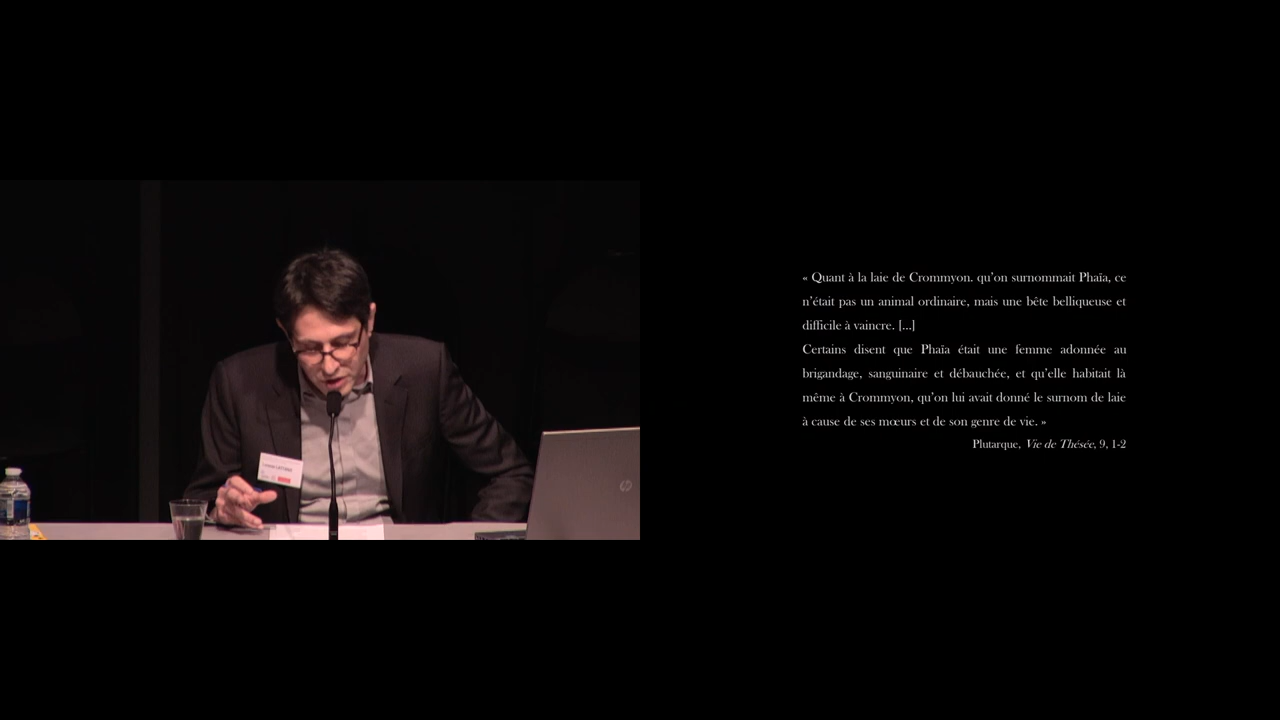 « Quant à la laie de Crommyon. qu'on surnommait Phaïa, ce
n'était pas un animal ordinaire, mais une bête belliqueuse et
difficile à vaincre. [...]
Certains disent que Phaïa était une femme adonnée au
brigandage, sanguinaire et débauchée, et qu'elle habitait là
même à Crommyon, qu'on lui avait donné le surnom de laie
à cause de ses mœurs et de son genre de vie. »
Plutarque, Vie de Thésée, 9, 1-2
hp